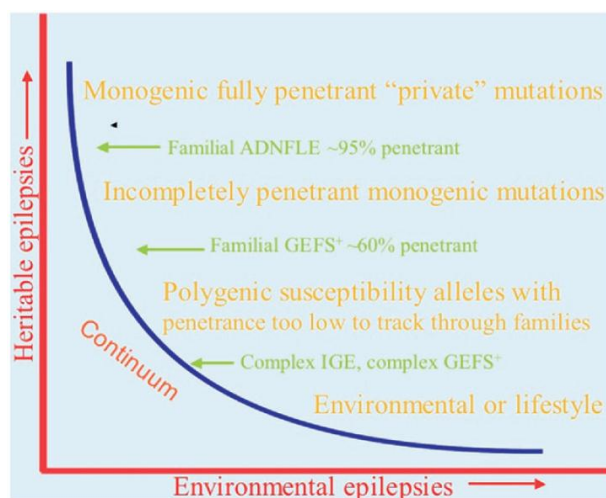 Monogenic fully penetrant “private” mutations
Familial ADNFLE ~95% penetrant
Incompletely penetrant monogenic mutations
Familial GEFS⁺ ~60% penetrant
Polygenic susceptibility alleles with
penetrance too low to track through families
Complex IGE, complex GEFS⁺
Environmental or lifestyle
Continuum
Heritable epilepsies
Environmental epilepsies